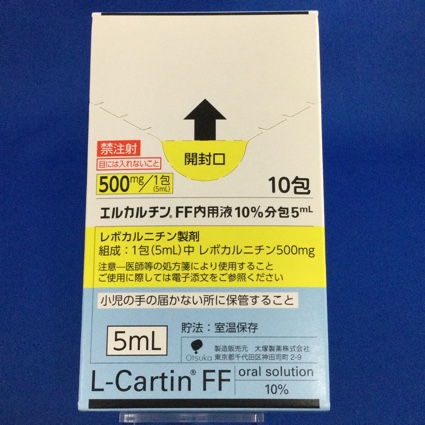 開封口
禁注射
目には入れないこと
500mg/1包
(5mL)
10包
エルカルチン®FF内用液10%分包5mL
レボカルニチン製剤
組成:1包(5mL)中 レボカルニチン500mg
注意—医師等の処方箋により使用すること
ご使用に際しては電子添文をご参照ください
小児の手の届かない所に保管すること
5mL
貯法:室温保存
Otsuka
製造販売元 大塚製薬株式会社
東京都千代田区神田司町2-9
L-Cartin® FF
oral solution
10%